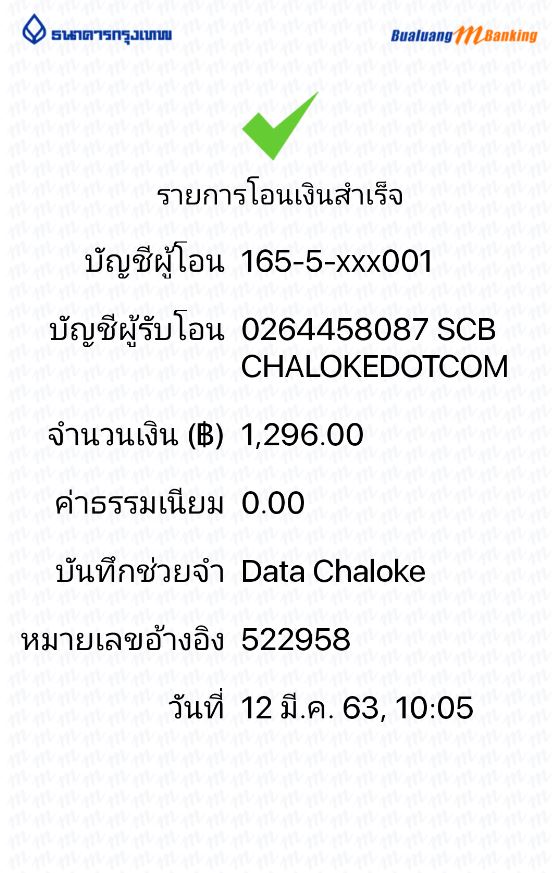 ธนาคารกรุงเทพ Bualuang mBanking
รายการโอนเงินสำเร็จ
บัญชีผู้โอน 165-5-xxx001
บัญชีผู้รับโอน 0264458087 SCB
CHALOKEDOTCOM
จำนวนเงิน (฿) 1,296.00
ค่าธรรมเนียม 0.00
บันทึกช่วยจำ Data Chaloke
หมายเลขอ้างอิง 522958
วันที่ 12 มี.ค. 63, 10:05